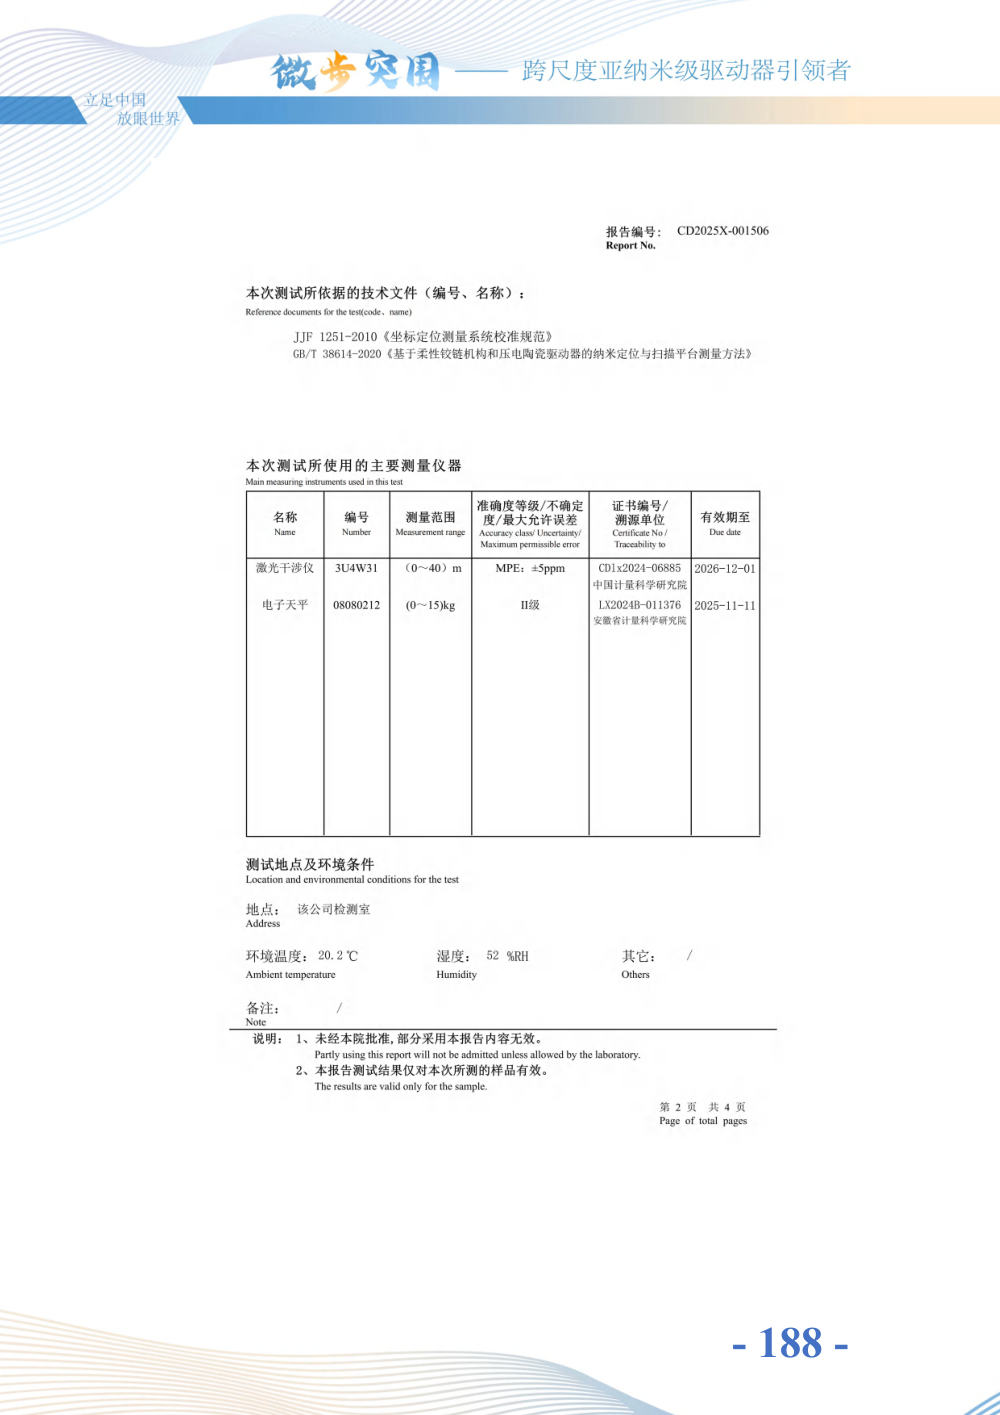 微步突围 —— 跨尺度亚纳米级驱动器引领者
立足中国
放眼世界
报告编号: CD2025X-001506
Report No.
本次测试所依据的技术文件（编号、名称）:
Reference documents for the test(code、name)
JJF 1251-2010《坐标定位测量系统校准规范》
GB/T 38614-2020《基于柔性铰链机构和压电陶瓷驱动器的纳米定位与扫描平台测量方法》
本次测试所使用的主要测量仪器
Main measuring instruments used in this test
名称 编号 测量范围 准确度等级/不确定度/最大允许误差 证书编号/溯源单位 有效期至
Name Number Measurement range Accuracy class/ Uncertainty/ Maximum permissible error Certificate No / Traceability to Due date
激光干涉仪 3U4W31 （0～40）m MPE: ±5ppm CD1x2024-06885 2026-12-01
中国计量科学研究院
电子天平 08080212 (0～15)kg II级 LX2024B-011376 2025-11-11
安徽省计量科学研究院
测试地点及环境条件
Location and environmental conditions for the test
地点: 该公司检测室
Address
环境温度: 20.2℃ 湿度: 52 %RH 其它: /
Ambient temperature Humidity Others
备注: /
Note
说明: 1、未经本院批准,部分采用本报告内容无效。
Partly using this report will not be admitted unless allowed by the laboratory.
2、本报告测试结果仅对本次所测的样品有效。
The results are valid only for the sample.
第 2 页 共 4 页
Page of total pages
- 188 -